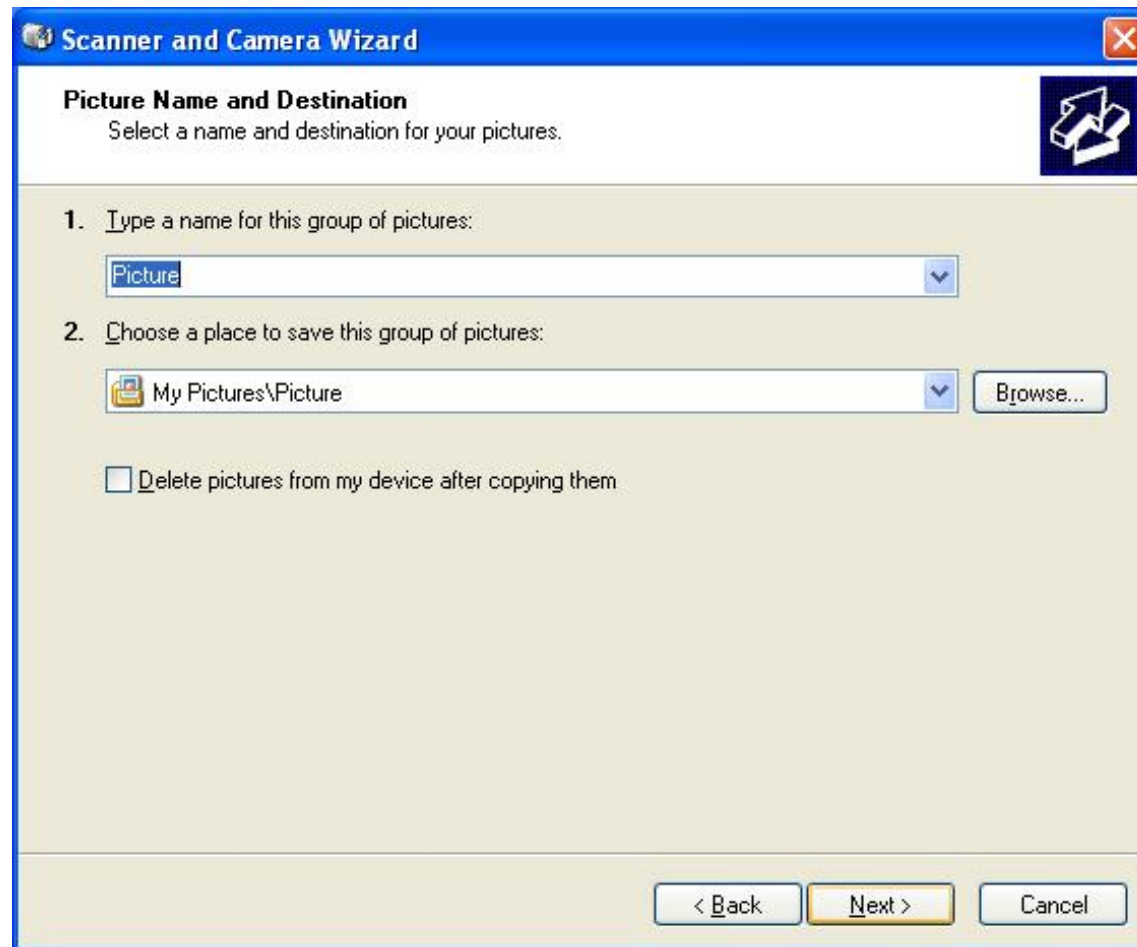 Scanner and Camera Wizard
Picture Name and Destination
Select a name and destination for your pictures.
1. Type a name for this group of pictures:
Picture
2. Choose a place to save this group of pictures:
My Pictures\Picture
Browse...
Delete pictures from my device after copying them
< Back Next > Cancel